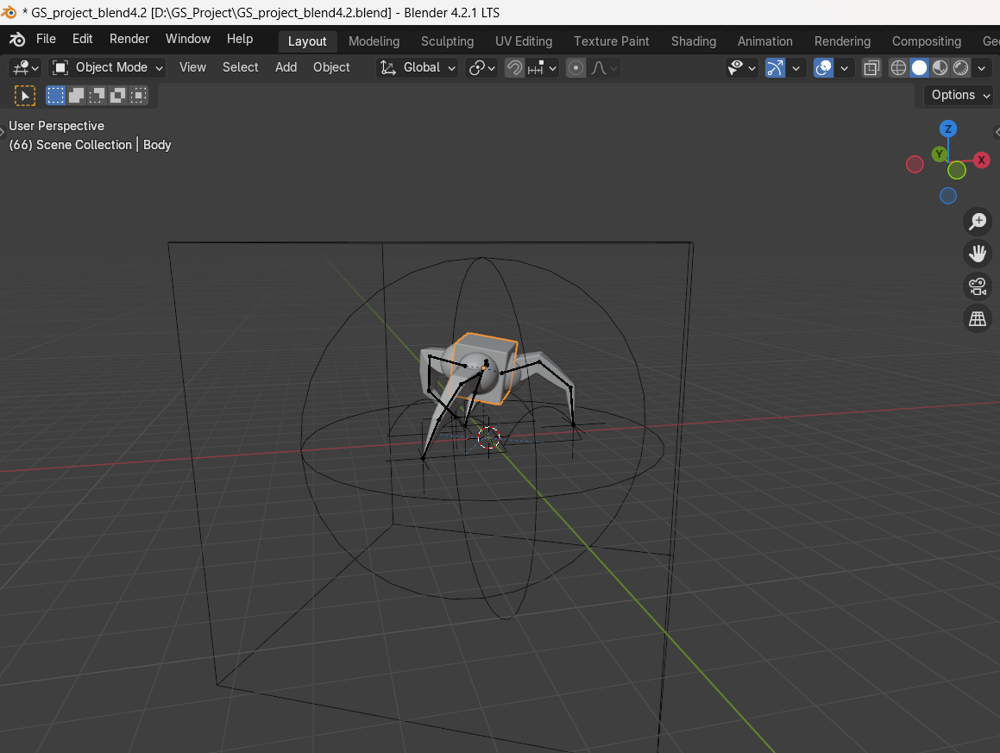 * GS_project_blend4.2 [D:\GS_Project\GS_project_blend4.2.blend] - Blender 4.2.1 LTS
File Edit Render Window Help Layout Modeling Sculpting UV Editing Texture Paint Shading Animation Rendering Compositing Ge
Object Mode View Select Add Object Global
Options
User Perspective
(66) Scene Collection | Body
Z
Y
X